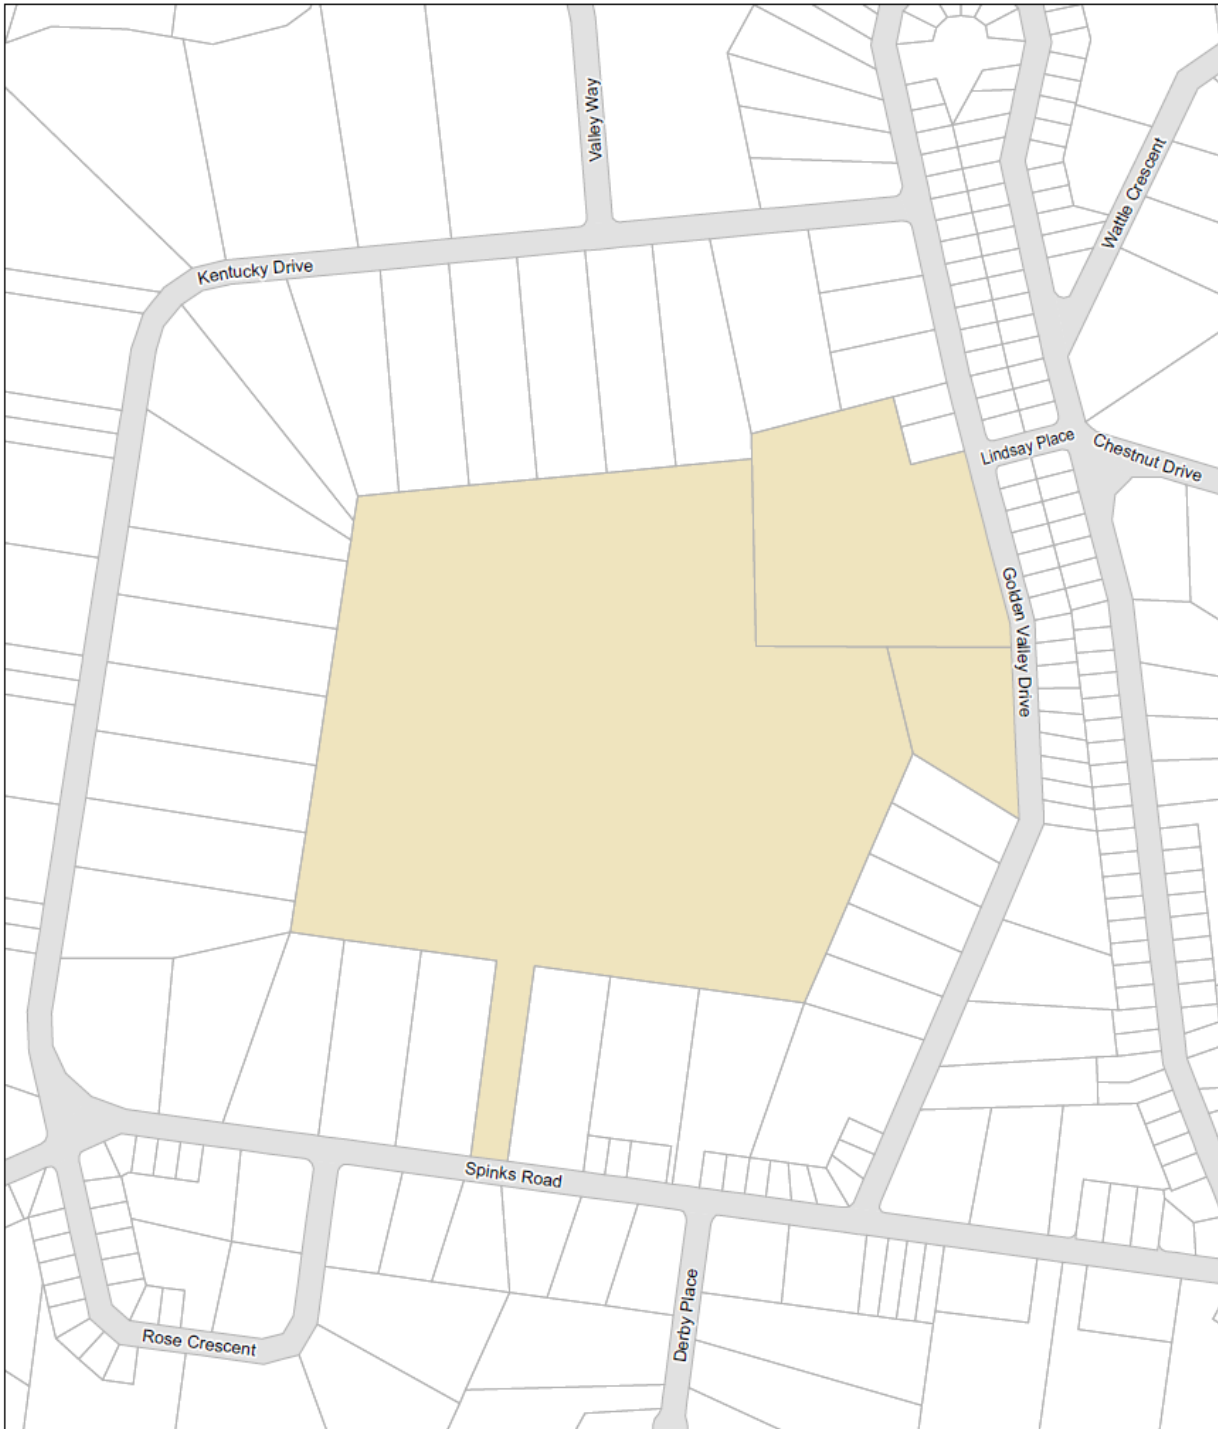 Valley Way
Wattle Crescent
Kentucky Drive
Lindsay Place
Chestnut Drive
Golden Valley Drive
Spinks Road
Derby Place
Rose Crescent